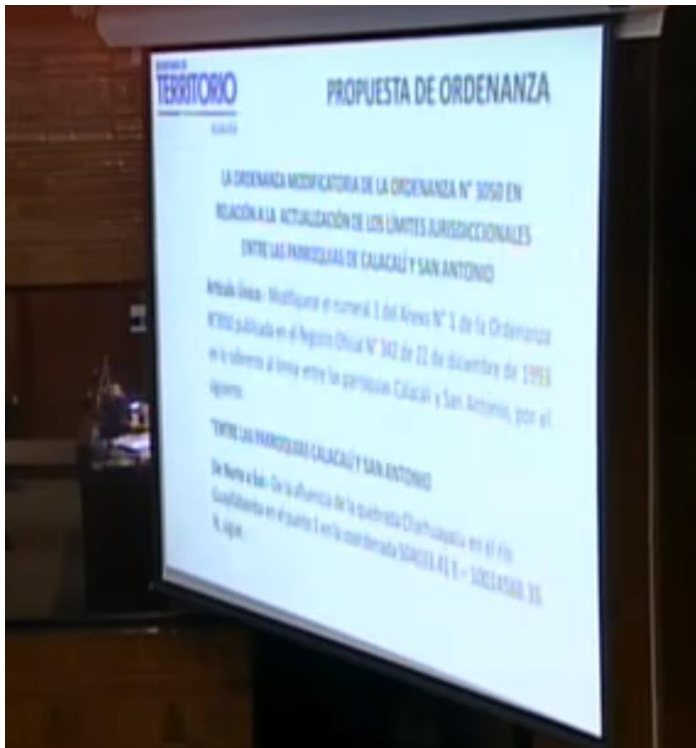 TERRITORIO
PROPUESTA DE ORDENANZA
LA ORDENANZA MODIFICATORIA DE LA ORDENANZA N° 3050 EN
RELACIÓN A LA ACTUALIZACIÓN DE LOS LÍMITES JURISDICCIONALES
ENTRE LAS PARROQUIAS DE CALACALÍ Y SAN ANTONIO
Artículo Único.- Modifíquese el numeral 1 del Anexo N° 1 de la Ordenanza
N° 3050 publicada en el Registro Oficial N° 342 de 22 de diciembre de 1993
en lo referente al límite entre las parroquias Calacalí y San Antonio, por el
siguiente:
"ENTRE LAS PARROQUIAS CALACALÍ Y SAN ANTONIO
De Norte a Sur.- De la afluencia de la quebrada en el río
Guayllabamba en el punto 1 en la coordenada E –
N, sigue